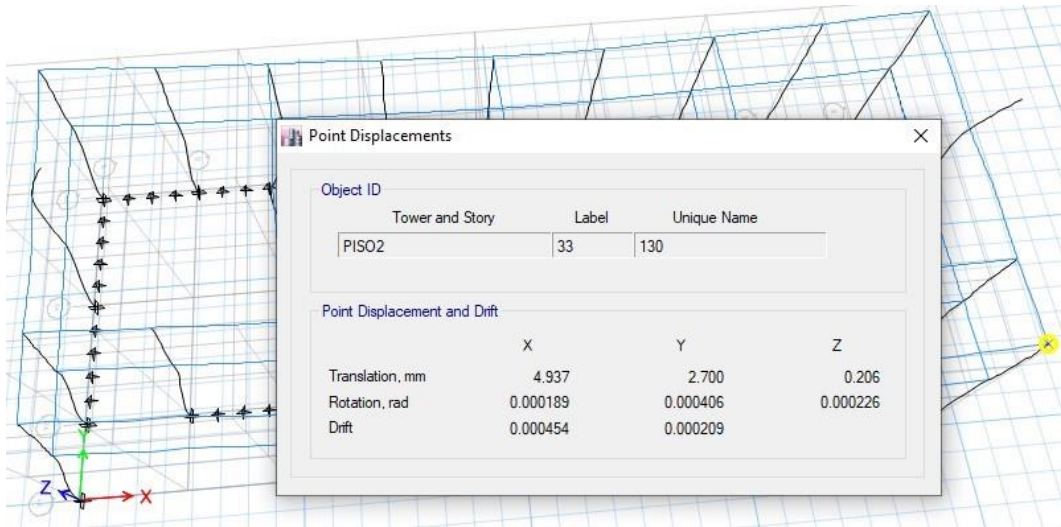 Point Displacements
Object ID
Tower and Story Label Unique Name
PISO2 33 130
Point Displacement and Drift
X Y Z
Translation, mm 4.937 2.700 0.206
Rotation, rad 0.000189 0.000406 0.000226
Drift 0.000454 0.000209
Y
Z X